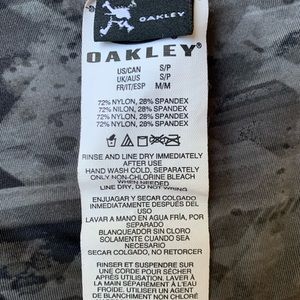 OAKLEY
OAKLEY®
US/CAN S/P
UK/AUS S/P
FR/IT/ESP M/M
72% NYLON, 28% SPANDEX
72% NILON, 28% SPANDEX
72% NYLON, 28% SPANDEX
72% NYLON, 28% SPANDEX
RINSE AND LINE DRY IMMEDIATELY
AFTER USE
HAND WASH COLD, SEPARATELY
ONLY NON-CHLORINE BLEACH
WHEN NEEDED
LINE DRY, DO NOT WRING
ENJUAGAR Y SECAR COLGADO
INMEDIATAMENTE DESPUÉS DEL
USO
LAVAR A MANO EN AGUA FRÍA, POR
SEPARADO
BLANQUEADOR SIN CLORO
SOLAMENTE CUANDO SEA
NECESARIO
SECAR COLGADO, NO RETORCER
RINSER ET SUSPENDRE SUR
UNE CORDE POUR SÉCHER
APRÈS UTILISATION
LAVER À LA MAIN SÉPARÉMENT À L'EAU
FROIDE. UTILISER UN AGENT
DE BLANCHIMENT NON CHLORÉ